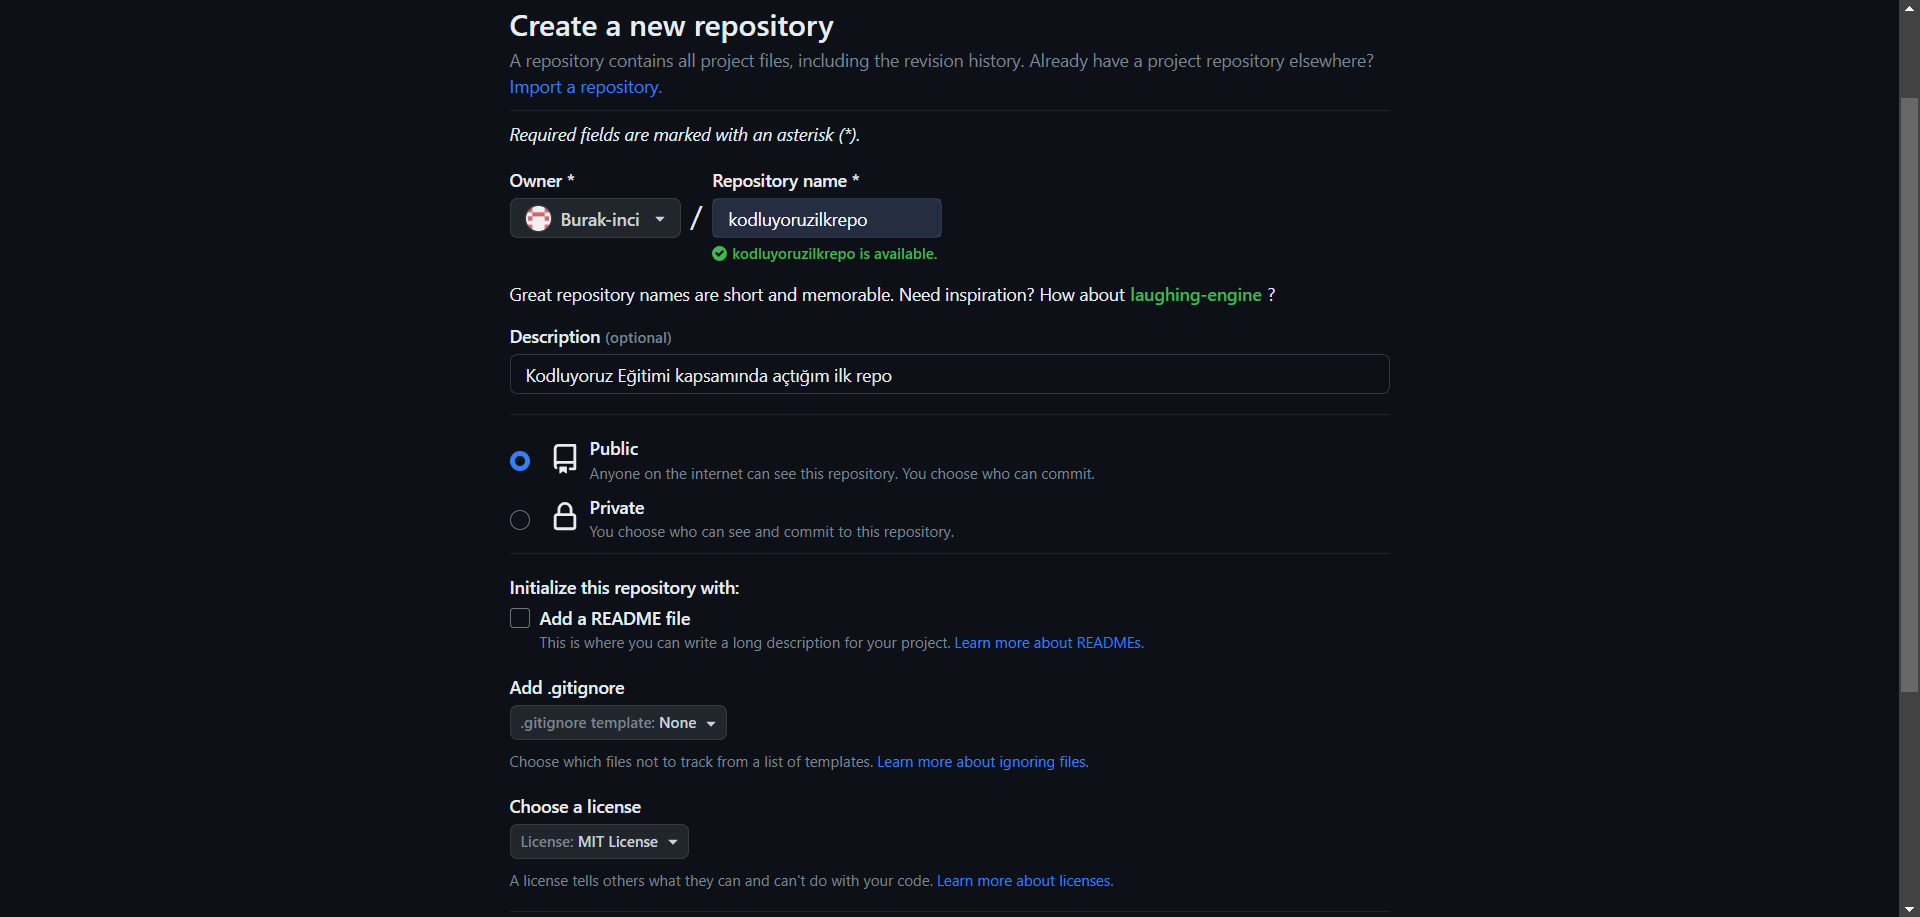 Create a new repository
A repository contains all project files, including the revision history. Already have a project repository elsewhere?
Import a repository.
Required fields are marked with an asterisk (*).
Owner * Repository name *
Burak-inci / kodluyoruzilkrepo
kodluyoruzilkrepo is available.
Great repository names are short and memorable. Need inspiration? How about laughing-engine ?
Description (optional)
Kodluyoruz Eğitimi kapsamında açtığım ilk repo
Public
Anyone on the internet can see this repository. You choose who can commit.
Private
You choose who can see and commit to this repository.
Initialize this repository with:
Add a README file
This is where you can write a long description for your project. Learn more about READMEs.
Add .gitignore
.gitignore template: None
Choose which files not to track from a list of templates. Learn more about ignoring files.
Choose a license
License: MIT License
A license tells others what they can and can't do with your code. Learn more about licenses.